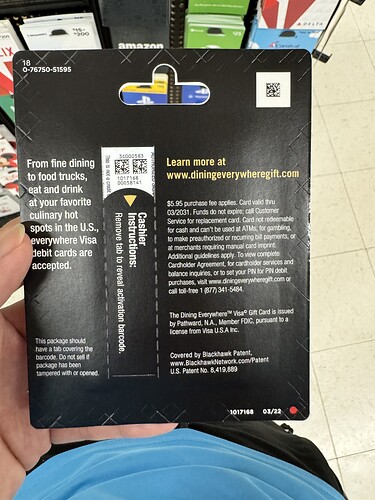 18
0-76750-51595
$15-
$200
amazon
DELTA
From fine dining
to food trucks,
eat and drink
at your favorite
culinary hot
spots in the U.S.,
everywhere Visa
debit cards are
accepted.
This package should
have a tab covering the
barcode. Do not sell if
package has been
tampered with or opened.
31000583
1017168
00058141
Cashier
Instructions:
Remove tab to reveal activation barcode.
Learn more at
www.diningeverywheregift.com
$5.95 purchase fee applies. Card valid thru
03/2031. Funds do not expire; call Customer
Service for replacement card. Card not redeemable
for cash and can't be used at ATMs, for gambling,
to make preauthorized or recurring bill payments, or
at merchants requiring manual card imprint.
Additional guidelines apply. To view complete
Cardholder Agreement, for cardholder services and
balance inquiries, or to set your PIN for PIN debit
purchases, visit www.diningeverywheregift.com or
call toll-free 1 (877) 341-5484.
The Dining Everywhere™ Visa® Gift Card is issued
by Pathward, N.A., Member FDIC, pursuant to a
license from Visa U.S.A Inc.
Covered by Blackhawk Patent,
www.BlackhawkNetwork.com/Patent
U.S. Patent No. 8,419,889
1017168 03/22